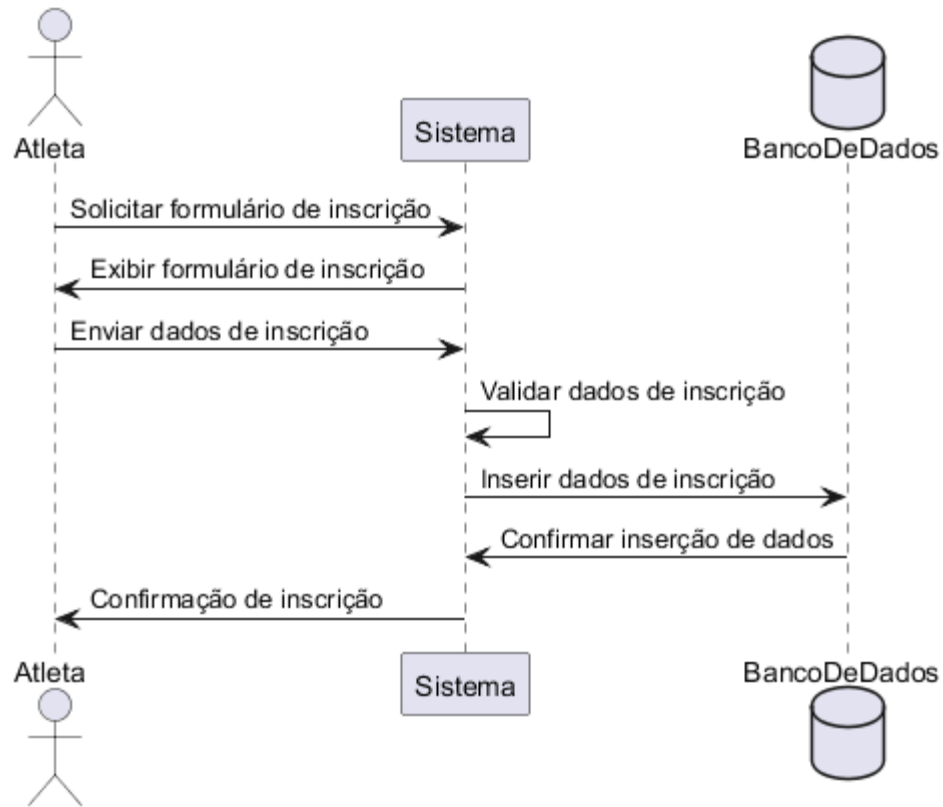 Atleta
Sistema
BancoDeDados
Solicitar formulário de inscrição
Exibir formulário de inscrição
Enviar dados de inscrição
Validar dados de inscrição
Inserir dados de inscrição
Confirmar inserção de dados
Confirmação de inscrição
Atleta
Sistema
BancoDeDados